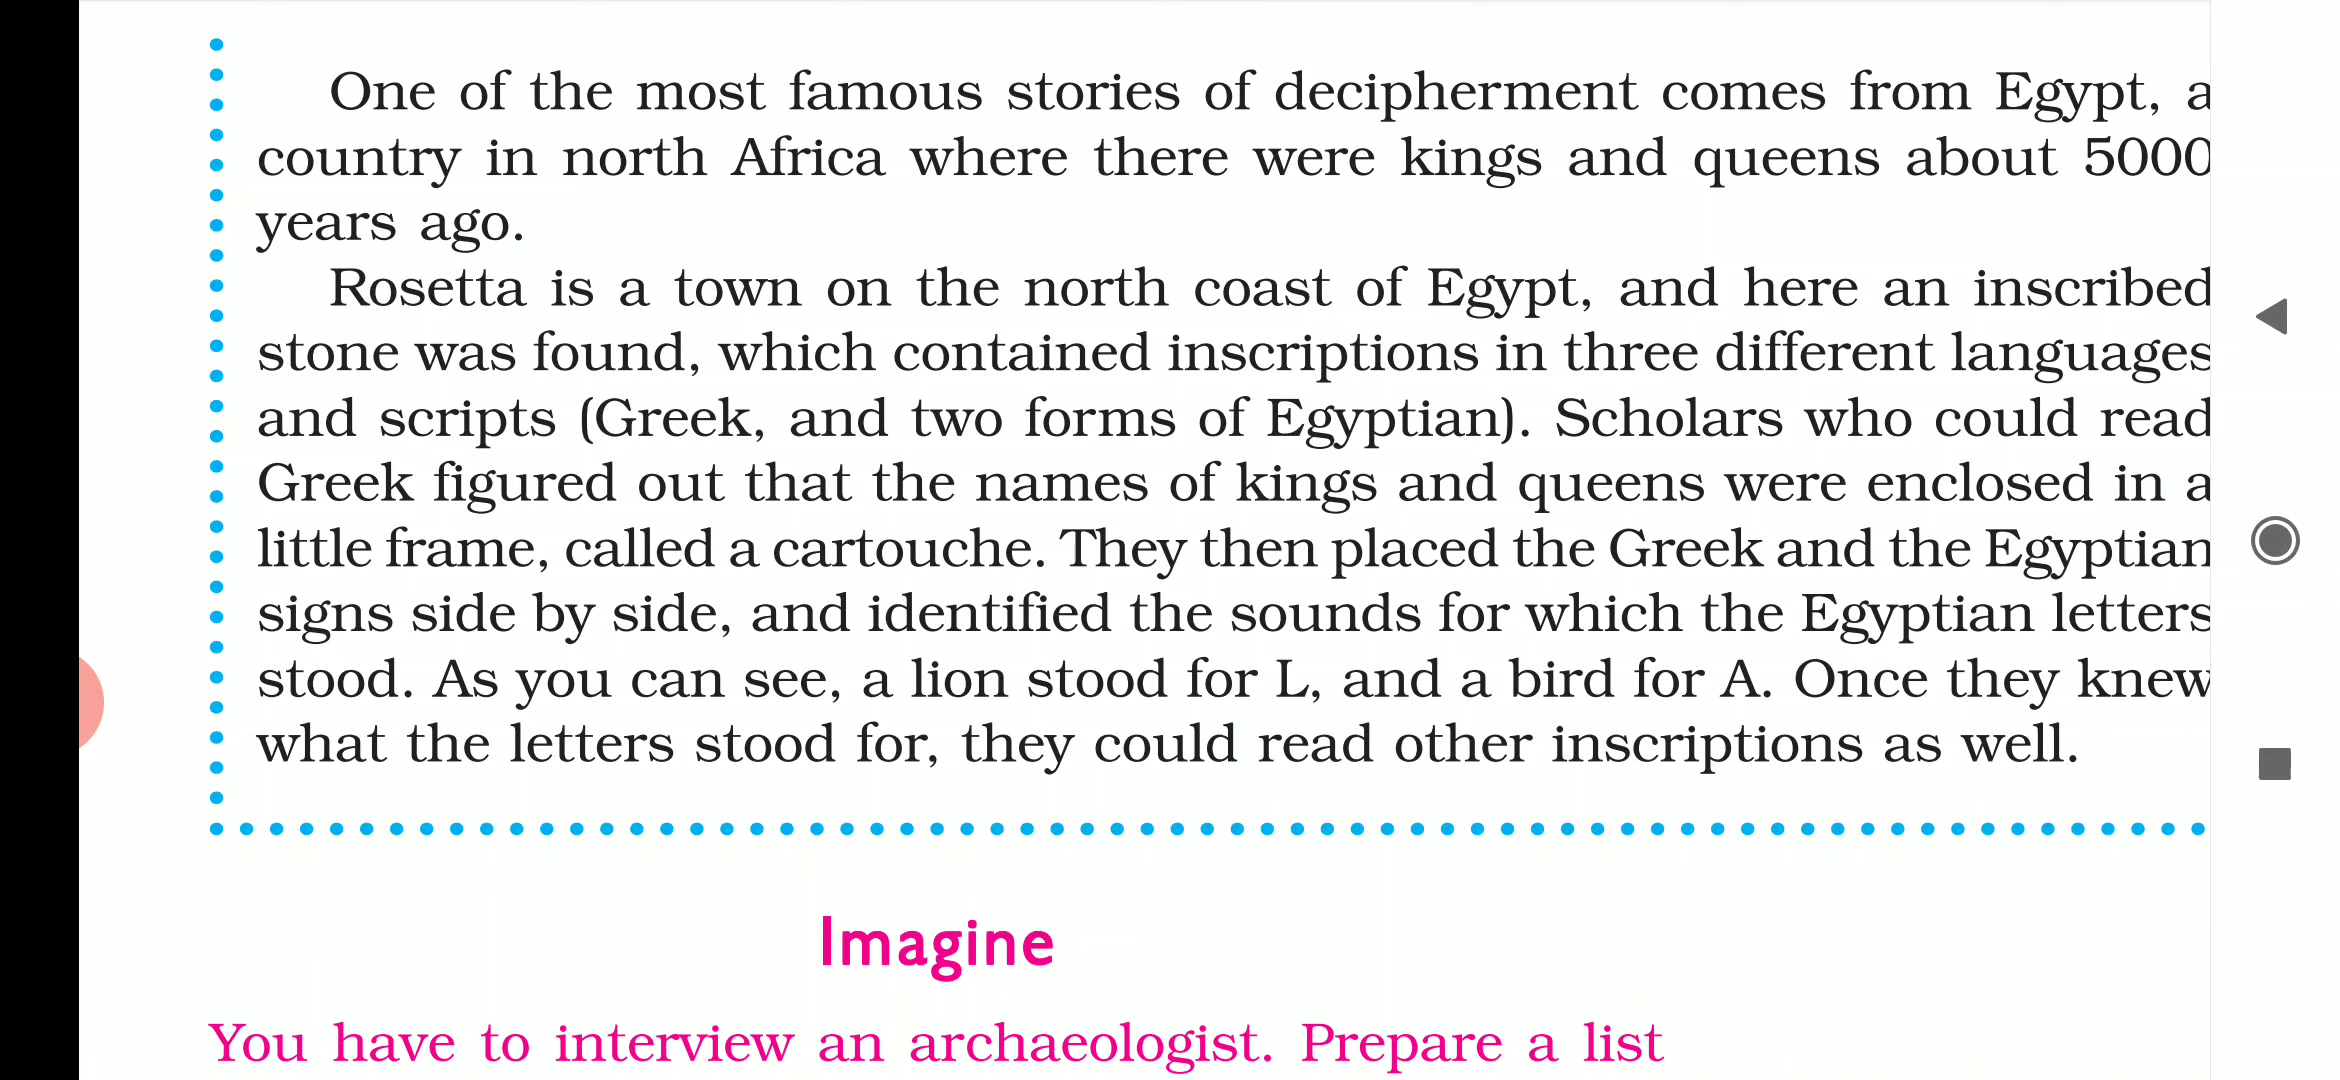 One of the most famous stories of decipherment comes from Egypt, a
country in north Africa where there were kings and queens about 5000
years ago.
Rosetta is a town on the north coast of Egypt, and here an inscribed
stone was found, which contained inscriptions in three different languages
and scripts (Greek, and two forms of Egyptian). Scholars who could read
Greek figured out that the names of kings and queens were enclosed in a
little frame, called a cartouche. They then placed the Greek and the Egyptian
signs side by side, and identified the sounds for which the Egyptian letters
stood. As you can see, a lion stood for L, and a bird for A. Once they knew
what the letters stood for, they could read other inscriptions as well.
Imagine
You have to interview an archaeologist. Prepare a list